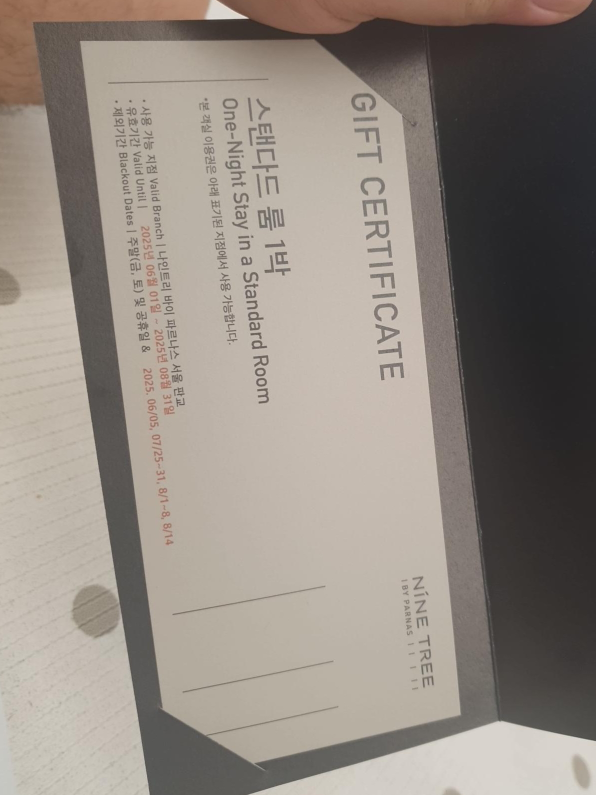 GIFT CERTIFICATE
NíNE TREE
BY PARNAS
스탠다드 룸 1박
One-Night Stay in a Standard Room
*본 객실 이용권은 아래 표기된 지점에서 사용 가능합니다.
• 사용 가능 지점 Valid Branch | 나인트리 바이 파르나스 서울 판교
• 유효기간 Valid Until | 2025년 06월 01일 ~ 2025년 08월 31일
• 제외기간 Blackout Dates | 주말(금, 토) 및 공휴일 & 2025. 06/05, 07/25~31, 8/1~8, 8/14